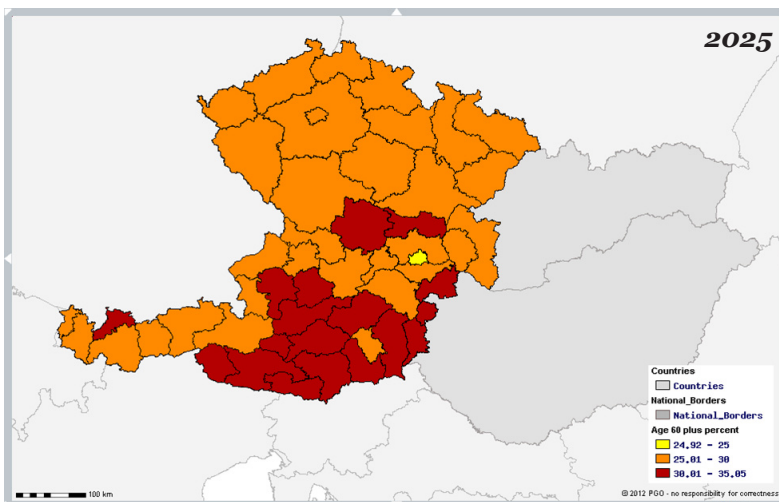 2025
Countries
Countries
National_Borders
National_Borders
Age 60 plus percent
24.92 - 25
25.01 - 30
30.01 - 35.05
100 km
© 2012 PGO - no responsibility for correctness